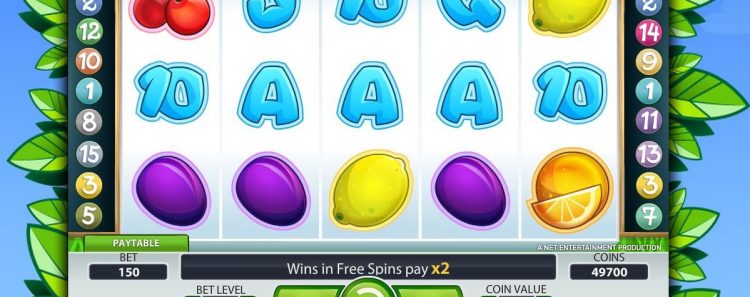 2
12
14
10
10
A
A
A
10
9
1
1
8
11
15
13
3
3
5
7
PAYTABLE
A NET ENTERTAINMENT PRODUCTION
BET
150
Wins in Free Spins pay x2
COINS
49700
BET LEVEL
COIN VALUE